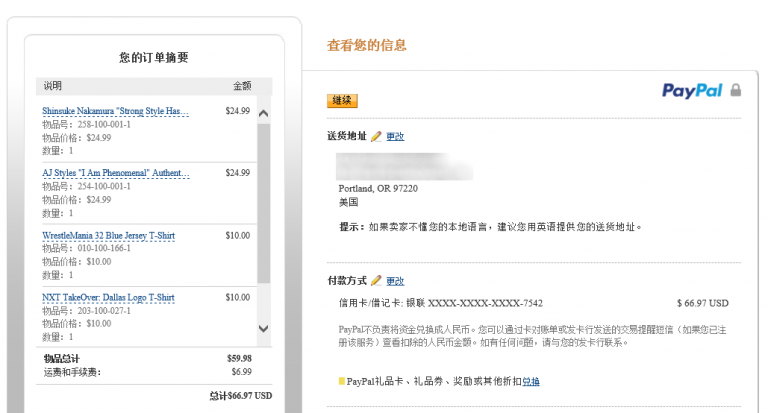 您的订单摘要
说明 金额
Shinsuke Nakamura "Strong Style Has... $24.99
物品号: 258-100-001-1
物品价格: $24.99
数量: 1
AJ Styles "I Am Phenomenal" Authent... $24.99
物品号: 254-100-001-1
物品价格: $24.99
数量: 1
WrestleMania 32 Blue Jersey T-Shirt $10.00
物品号: 010-100-166-1
物品价格: $10.00
数量: 1
NXT TakeOver: Dallas Logo T-Shirt $10.00
物品号: 203-100-027-1
物品价格: $10.00
数量: 1
物品总计 $59.98
运费和手续费: $6.99
总计$66.97 USD
查看您的信息
PayPal
继续
送货地址 更改
Portland, OR 97220
美国
提示：如果卖家不懂您的本地语言，建议您用英语提供您的送货地址。
付款方式 更改
信用卡/借记卡: 银联 XXXX-XXXX-XXXX-7542 $ 66.97 USD
PayPal不负责将资金兑换成人民币。您可以通过卡对账单或发卡行发送的交易提醒短信（如果您已注
册该服务）查看扣除的人民币金额。如有任何问题，请与您的发卡行联系。
PayPal礼品卡、礼品券、奖励或其他折扣兑换